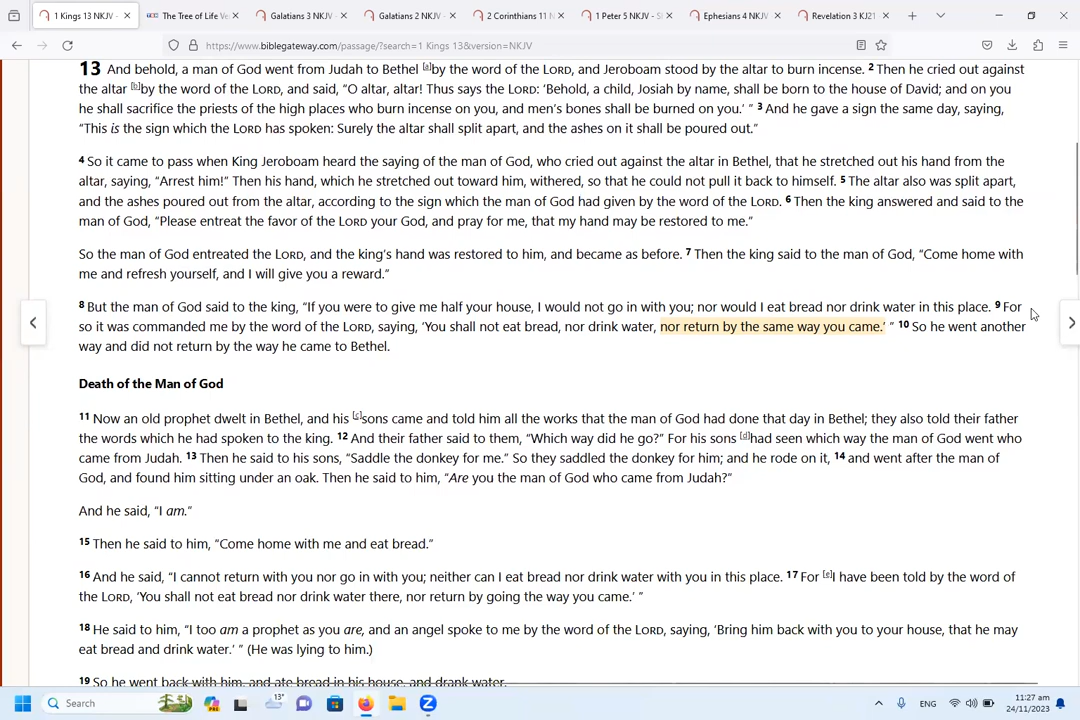 1 Kings 13 NKJV -
The Tree of Life Ve
Galatians 3 NKJV -
Galatians 2 NKJV -
2 Corinthians 11 N
1 Peter 5 NKJV - S
Ephesians 4 NKJV
Revelation 3 KJ21
https://www.biblegateway.com/passage/?search=1 Kings 13&version=NKJV
13 And behold, a man of God went from Judah to Bethel [a]by the word of the LORD, and Jeroboam stood by the altar to burn incense. 2 Then he cried out against
the altar [b]by the word of the LORD, and said, “O altar, altar! Thus says the LORD: ‘Behold, a child, Josiah by name, shall be born to the house of David; and on you
he shall sacrifice the priests of the high places who burn incense on you, and men’s bones shall be burned on you.’ ” 3 And he gave a sign the same day, saying,
“This is the sign which the LORD has spoken: Surely the altar shall split apart, and the ashes on it shall be poured out.”
4 So it came to pass when King Jeroboam heard the saying of the man of God, who cried out against the altar in Bethel, that he stretched out his hand from the
altar, saying, “Arrest him!” Then his hand, which he stretched out toward him, withered, so that he could not pull it back to himself. 5 The altar also was split apart,
and the ashes poured out from the altar, according to the sign which the man of God had given by the word of the LORD. 6 Then the king answered and said to the
man of God, “Please entreat the favor of the LORD your God, and pray for me, that my hand may be restored to me.”
So the man of God entreated the LORD, and the king’s hand was restored to him, and became as before. 7 Then the king said to the man of God, “Come home with
me and refresh yourself, and I will give you a reward.”
8 But the man of God said to the king, “If you were to give me half your house, I would not go in with you; nor would I eat bread nor drink water in this place. 9 For
so it was commanded me by the word of the LORD, saying, ‘You shall not eat bread, nor drink water, nor return by the same way you came.’ ” 10 So he went another
way and did not return by the way he came to Bethel.
Death of the Man of God
11 Now an old prophet dwelt in Bethel, and his [c]sons came and told him all the works that the man of God had done that day in Bethel; they also told their father
the words which he had spoken to the king. 12 And their father said to them, “Which way did he go?” For his sons [d]had seen which way the man of God went who
came from Judah. 13 Then he said to his sons, “Saddle the donkey for me.” So they saddled the donkey for him; and he rode on it, 14 and went after the man of
God, and found him sitting under an oak. Then he said to him, “Are you the man of God who came from Judah?”
And he said, “I am.”
15 Then he said to him, “Come home with me and eat bread.”
16 And he said, “I cannot return with you nor go in with you; neither can I eat bread nor drink water with you in this place. 17 For [e]I have been told by the word of
the LORD, ‘You shall not eat bread nor drink water there, nor return by going the way you came.’ ”
18 He said to him, “I too am a prophet as you are, and an angel spoke to me by the word of the LORD, saying, ‘Bring him back with you to your house, that he may
eat bread and drink water.’ ” (He was lying to him.)
19 So he went back with him, and ate bread in his house, and drank water.
Search
13°
ENG
11:27 am
24/11/2023